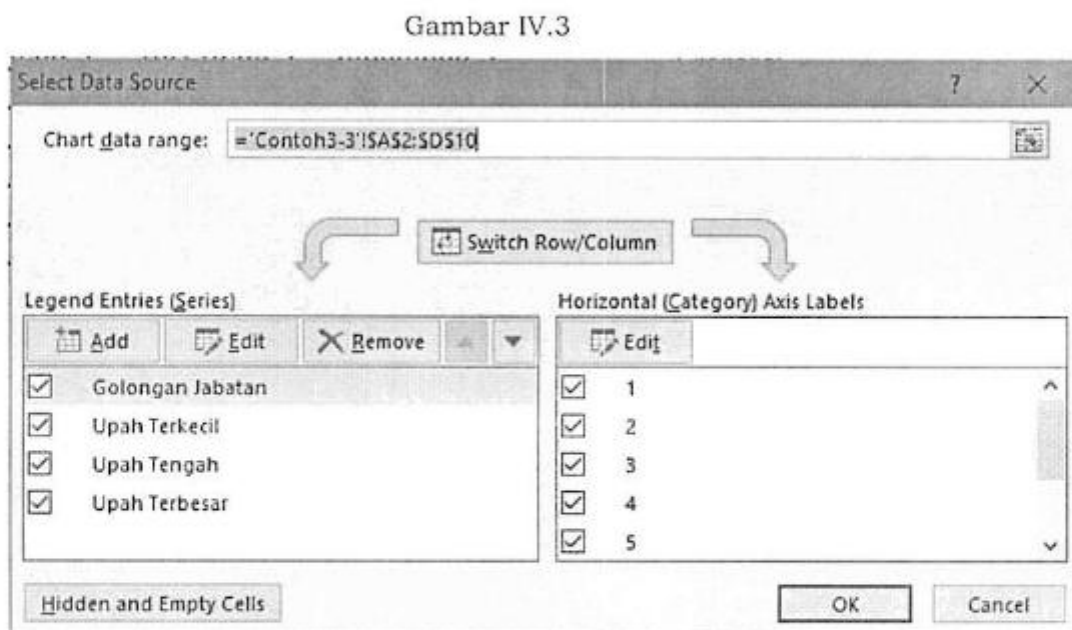 Gambar IV.3
Select Data Source ? ×
Chart data range: ='Contoh3-3'!$A$2:$D$10
Switch Row/Column
Legend Entries (Series)
Add Edit Remove
Golongan Jabatan
Upah Terkecil
Upah Tengah
Upah Terbesar
Horizontal (Category) Axis Labels
Edit
1
2
3
4
5
Hidden and Empty Cells
OK Cancel